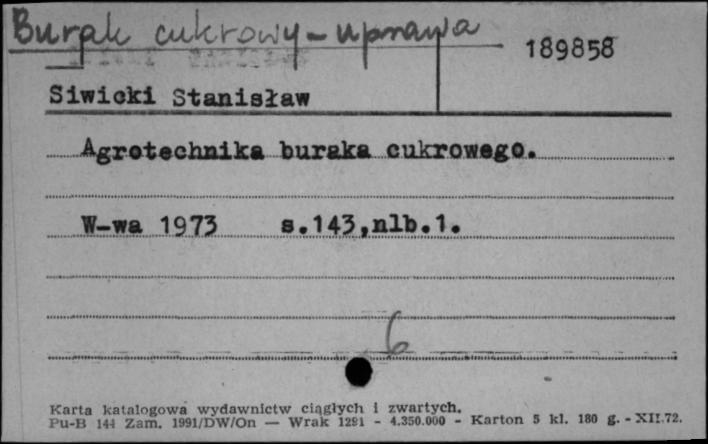 Burak cukrowy - uprawa
189858
Siwicki Stanisław
Agrotechnika buraka cukrowego.
W-wa 1973 s.143,nlb.1.
6
Karta katalogowa wydawnictw ciągłych i zwartych.
Pu-B 144 Zam. 1991/DW/On — Wrak 1291 - 4.350.000 - Karton 5 kl. 180 g. - XII.72.